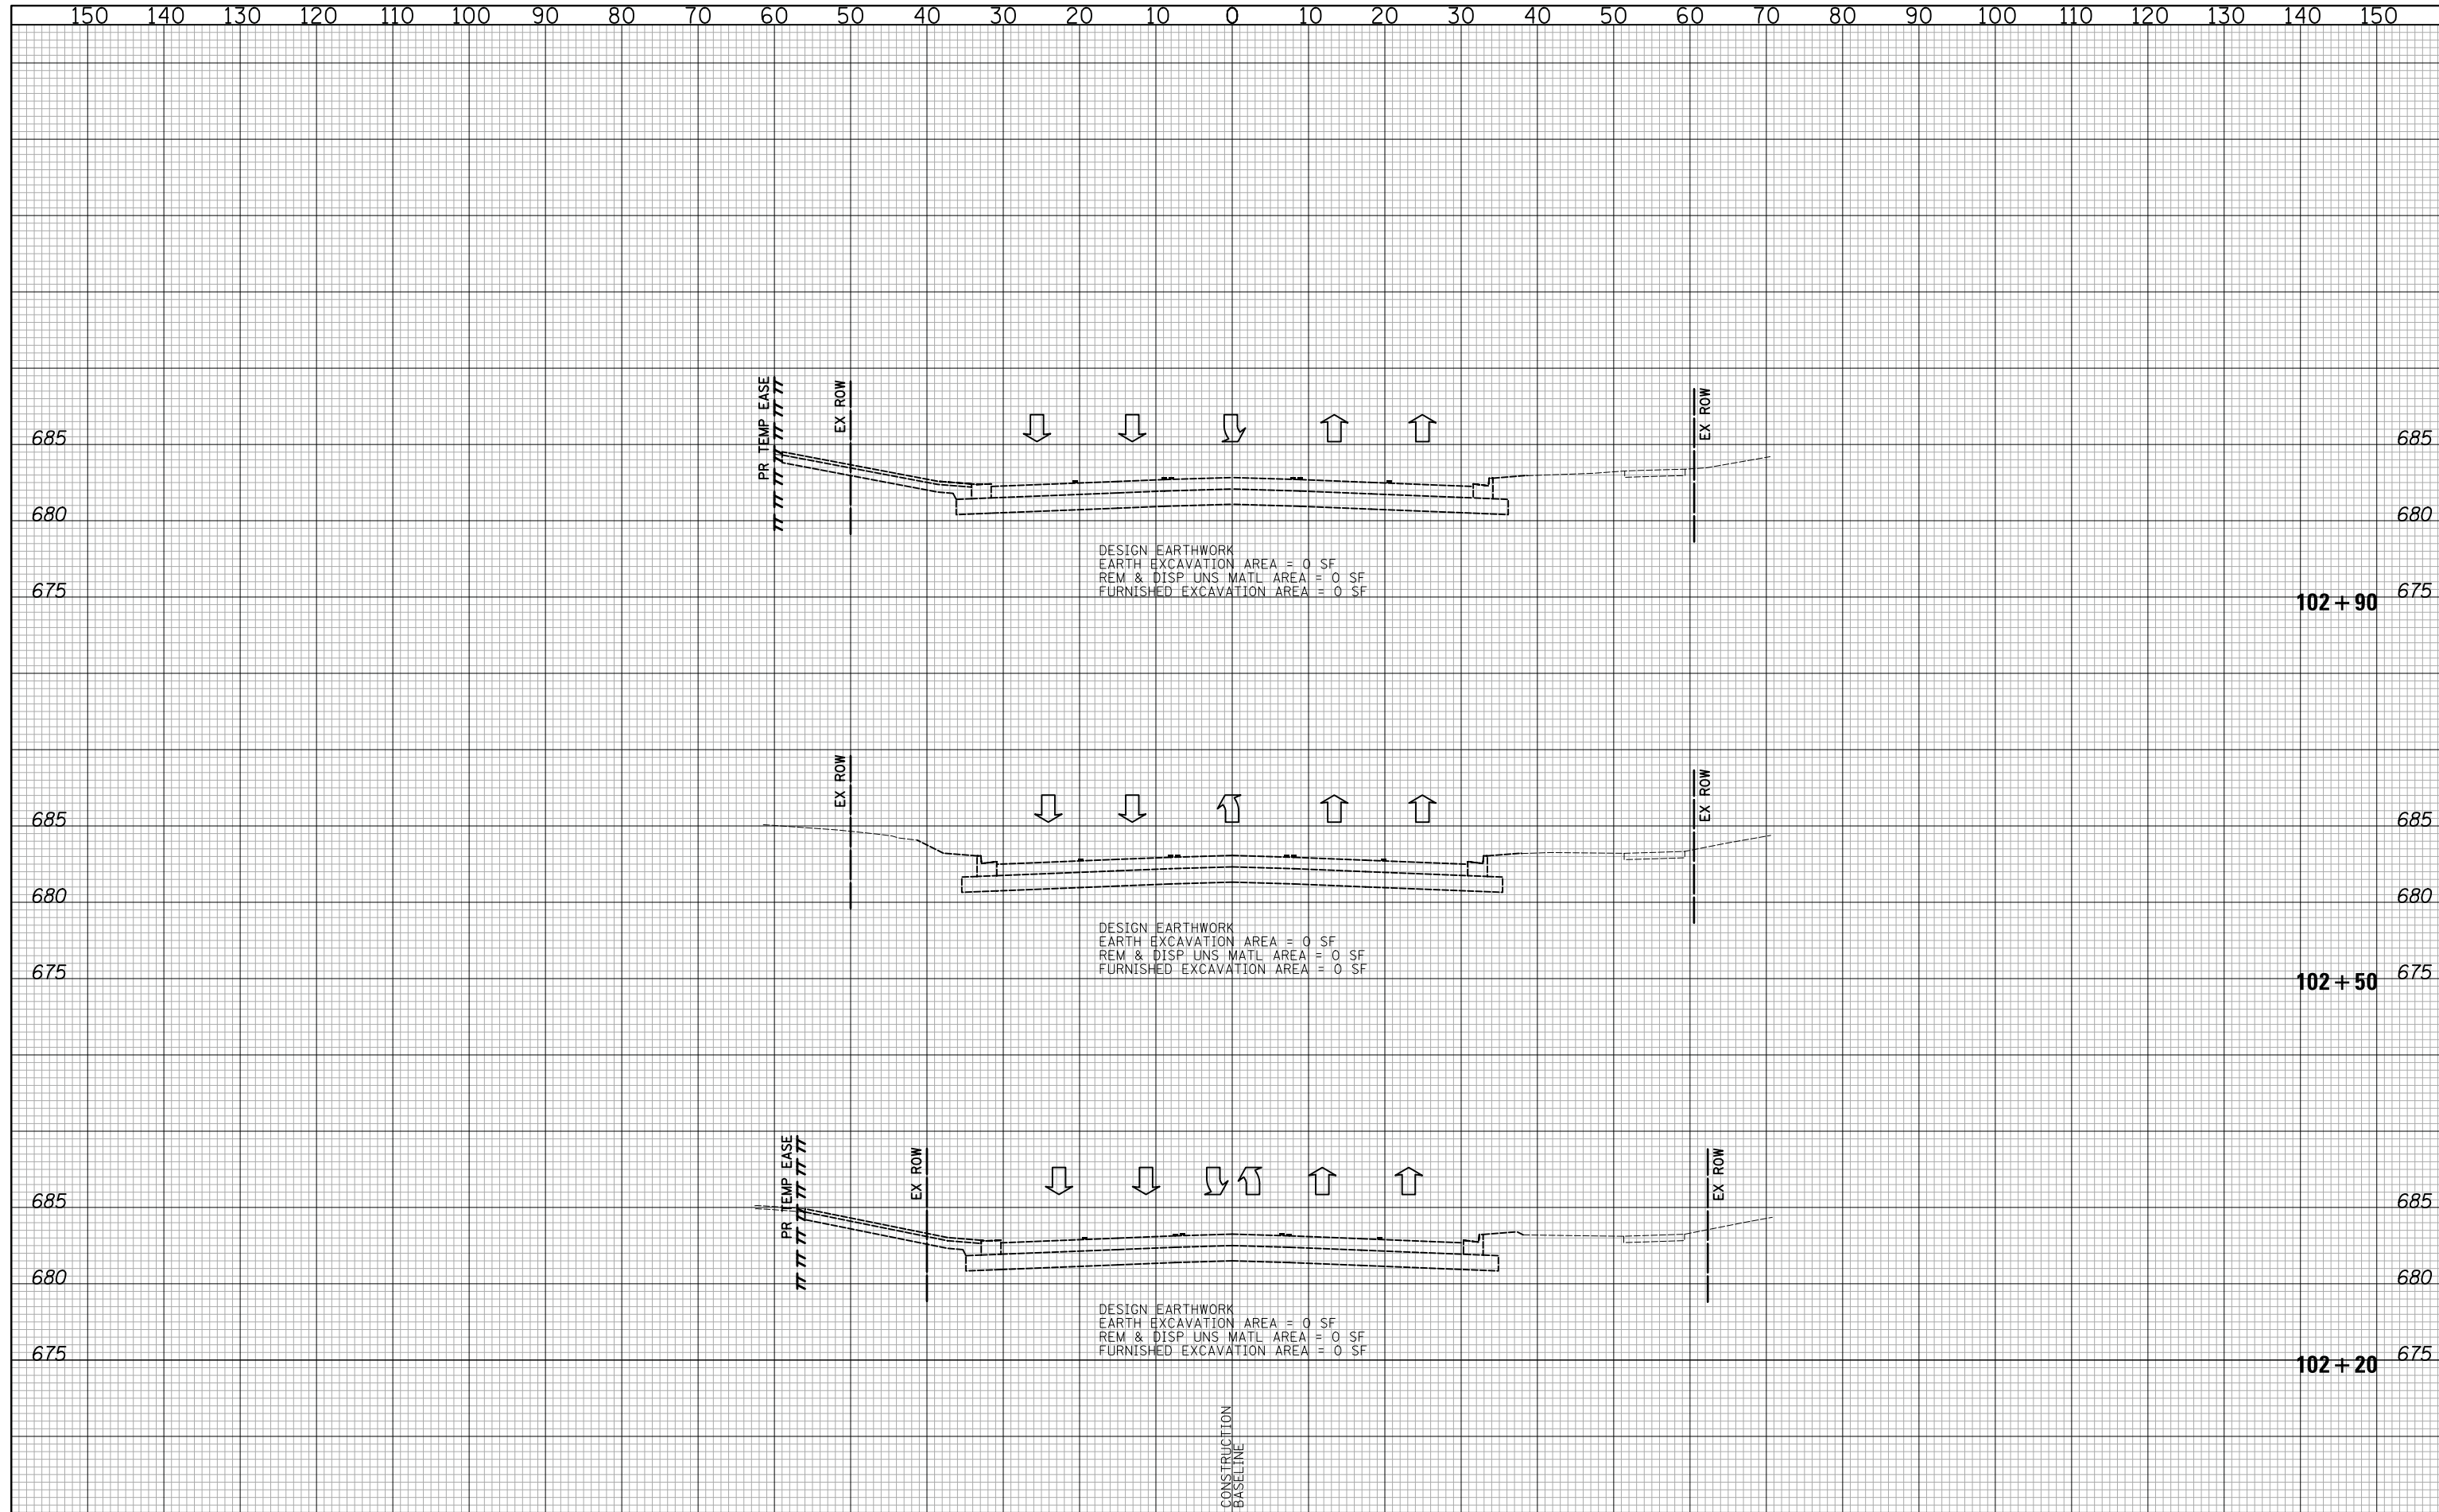 150 140 130 120 110 100 90 80 70 60 50 40 30 20 10 0 10 20 30 40 50 60 70 80 90 100 110 120 130 140 150
PR TEMP EASE
EX ROW
EX ROW
685 685
680 680
DESIGN EARTHWORK
EARTH EXCAVATION AREA = 0 SF
REM & DISP UNS MATL AREA = 0 SF
FURNISHED EXCAVATION AREA = 0 SF
675 675
102+90
EX ROW
EX ROW
685 685
680 680
DESIGN EARTHWORK
EARTH EXCAVATION AREA = 0 SF
REM & DISP UNS MATL AREA = 0 SF
FURNISHED EXCAVATION AREA = 0 SF
675 675
102+50
PR TEMP EASE
EX ROW
EX ROW
685 685
680 680
DESIGN EARTHWORK
EARTH EXCAVATION AREA = 0 SF
REM & DISP UNS MATL AREA = 0 SF
FURNISHED EXCAVATION AREA = 0 SF
675 675
102+20
CONSTRUCTION
BASELINE